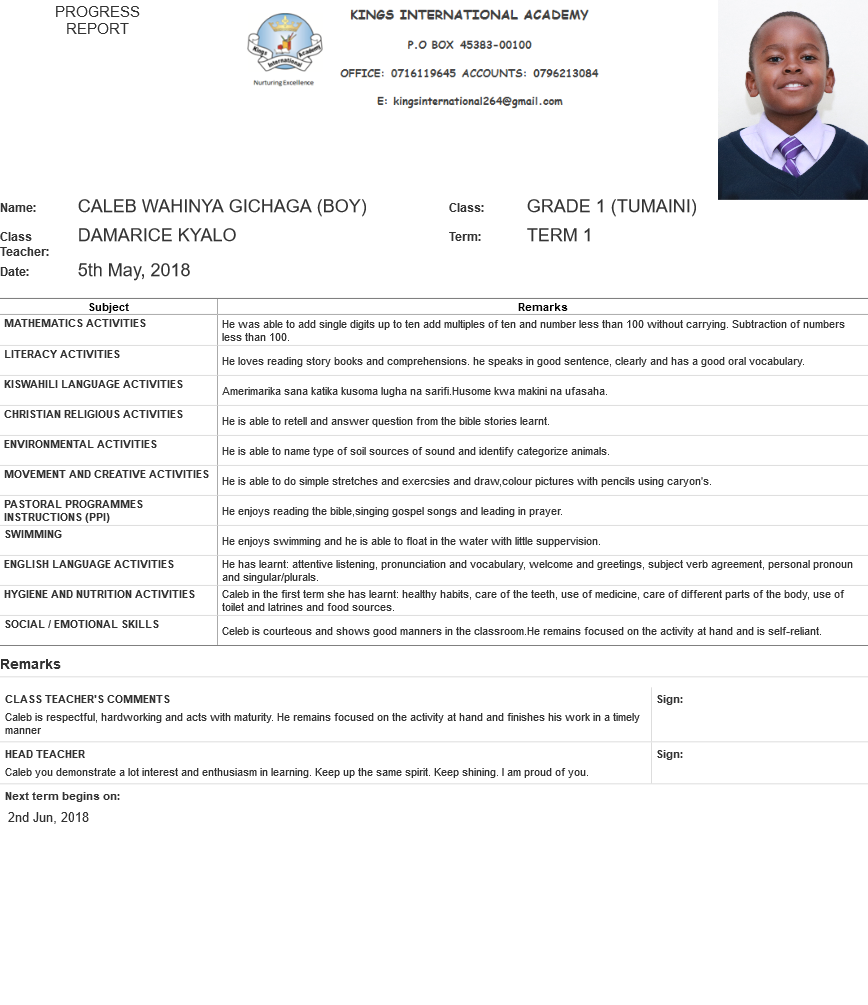 PROGRESS
REPORT
Kings International Academy
Nurturing Excellence
KINGS INTERNATIONAL ACADEMY
P.O BOX 45383-00100
OFFICE: 0716119645 ACCOUNTS: 0796213084
E: kingsinternational264@gmail.com
Name: CALEB WAHINYA GICHAGA (BOY) Class: GRADE 1 (TUMAINI)
Class Teacher: DAMARICE KYALO Term: TERM 1
Date: 5th May, 2018
Subject Remarks
MATHEMATICS ACTIVITIES
He was able to add single digits up to ten add multiples of ten and number less than 100 without carrying. Subtraction of numbers
less than 100.
LITERACY ACTIVITIES
He loves reading story books and comprehensions. he speaks in good sentence, clearly and has a good oral vocabulary.
KISWAHILI LANGUAGE ACTIVITIES
Amerimarika sana katika kusoma lugha na sarifi.Husome kwa makini na ufasaha.
CHRISTIAN RELIGIOUS ACTIVITIES
He is able to retell and answer question from the bible stories learnt.
ENVIRONMENTAL ACTIVITIES
He is able to name type of soil sources of sound and identify categorize animals.
MOVEMENT AND CREATIVE ACTIVITIES
He is able to do simple stretches and exercsies and draw,colour pictures with pencils using caryon's.
PASTORAL PROGRAMMES
INSTRUCTIONS (PPI)
He enjoys reading the bible,singing gospel songs and leading in prayer.
SWIMMING
He enjoys swimming and he is able to float in the water with little suppervision.
ENGLISH LANGUAGE ACTIVITIES
He has learnt: attentive listening, pronunciation and vocabulary, welcome and greetings, subject verb agreement, personal pronoun
and singular/plurals.
HYGIENE AND NUTRITION ACTIVITIES
Caleb in the first term she has learnt: healthy habits, care of the teeth, use of medicine, care of different parts of the body, use of
toilet and latrines and food sources.
SOCIAL / EMOTIONAL SKILLS
Celeb is courteous and shows good manners in the classroom.He remains focused on the activity at hand and is self-reliant.
Remarks
CLASS TEACHER'S COMMENTS
Caleb is respectful, hardworking and acts with maturity. He remains focused on the activity at hand and finishes his work in a timely
manner
Sign:
HEAD TEACHER
Caleb you demonstrate a lot interest and enthusiasm in learning. Keep up the same spirit. Keep shining. I am proud of you.
Sign:
Next term begins on:
2nd Jun, 2018